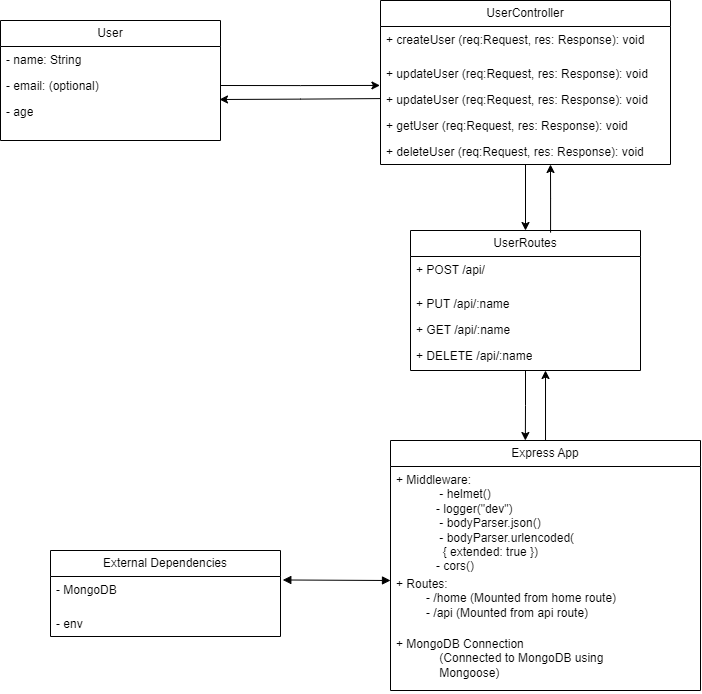 User
- name: String
- email: (optional)
- age
UserController
+ createUser (req:Request, res: Response): void
+ updateUser (req:Request, res: Response): void
+ updateUser (req:Request, res: Response): void
+ getUser (req:Request, res: Response): void
+ deleteUser (req:Request, res: Response): void
UserRoutes
+ POST /api/
+ PUT /api/:name
+ GET /api/:name
+ DELETE /api/:name
Express App
+ Middleware:
- helmet()
- logger("dev")
- bodyParser.json()
- bodyParser.urlencoded(
{ extended: true })
- cors()
+ Routes:
- /home (Mounted from home route)
- /api (Mounted from api route)
+ MongoDB Connection
(Connected to MongoDB using
Mongoose)
External Dependencies
- MongoDB
- env